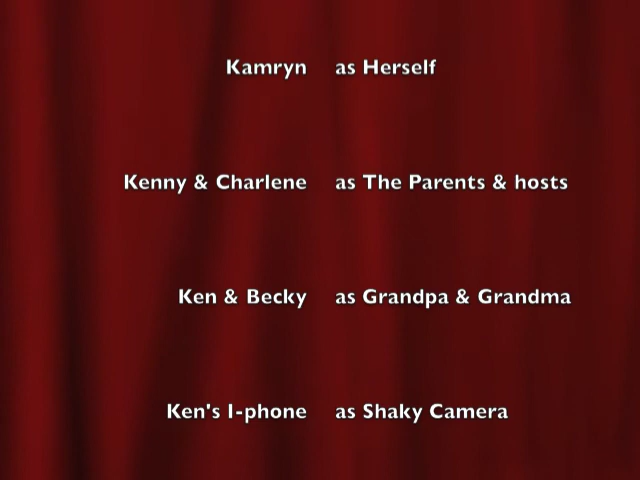 Kamryn as Herself
Kenny & Charlene as The Parents & hosts
Ken & Becky as Grandpa & Grandma
Ken's I-phone as Shaky Camera